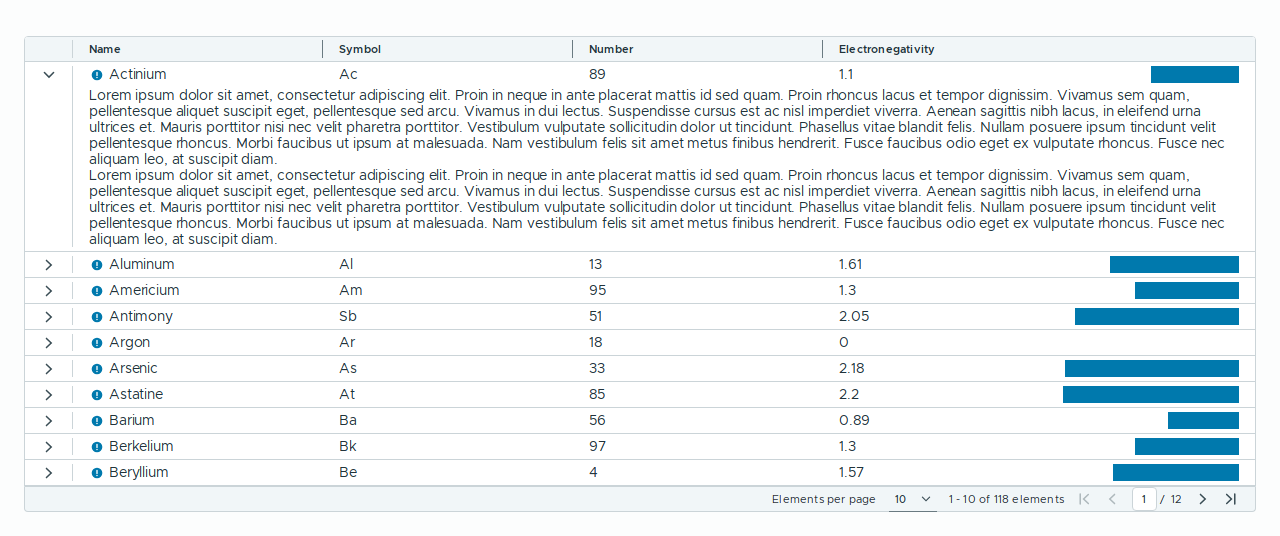 Name Symbol Number Electronegativity
Actinium Ac 89 1.1
Lorem ipsum dolor sit amet, consectetur adipiscing elit. Proin in neque in ante placerat mattis id sed quam. Proin rhoncus lacus et tempor dignissim. Vivamus sem quam,
pellentesque aliquet suscipit eget, pellentesque sed arcu. Vivamus in dui lectus. Suspendisse cursus est ac nisl imperdiet viverra. Aenean sagittis nibh lacus, in eleifend urna
ultrices et. Mauris porttitor nisi nec velit pharetra porttitor. Vestibulum vulputate sollicitudin dolor ut tincidunt. Phasellus vitae blandit felis. Nullam posuere ipsum tincidunt velit
pellentesque rhoncus. Morbi faucibus ut ipsum at malesuada. Nam vestibulum felis sit amet metus finibus hendrerit. Fusce faucibus odio eget ex vulputate rhoncus. Fusce nec
aliquam leo, at suscipit diam.
Lorem ipsum dolor sit amet, consectetur adipiscing elit. Proin in neque in ante placerat mattis id sed quam. Proin rhoncus lacus et tempor dignissim. Vivamus sem quam,
pellentesque aliquet suscipit eget, pellentesque sed arcu. Vivamus in dui lectus. Suspendisse cursus est ac nisl imperdiet viverra. Aenean sagittis nibh lacus, in eleifend urna
ultrices et. Mauris porttitor nisi nec velit pharetra porttitor. Vestibulum vulputate sollicitudin dolor ut tincidunt. Phasellus vitae blandit felis. Nullam posuere ipsum tincidunt velit
pellentesque rhoncus. Morbi faucibus ut ipsum at malesuada. Nam vestibulum felis sit amet metus finibus hendrerit. Fusce faucibus odio eget ex vulputate rhoncus. Fusce nec
aliquam leo, at suscipit diam.
Aluminum Al 13 1.61
Americium Am 95 1.3
Antimony Sb 51 2.05
Argon Ar 18 0
Arsenic As 33 2.18
Astatine At 85 2.2
Barium Ba 56 0.89
Berkelium Bk 97 1.3
Beryllium Be 4 1.57
Elements per page 10 1 - 10 of 118 elements 1 / 12